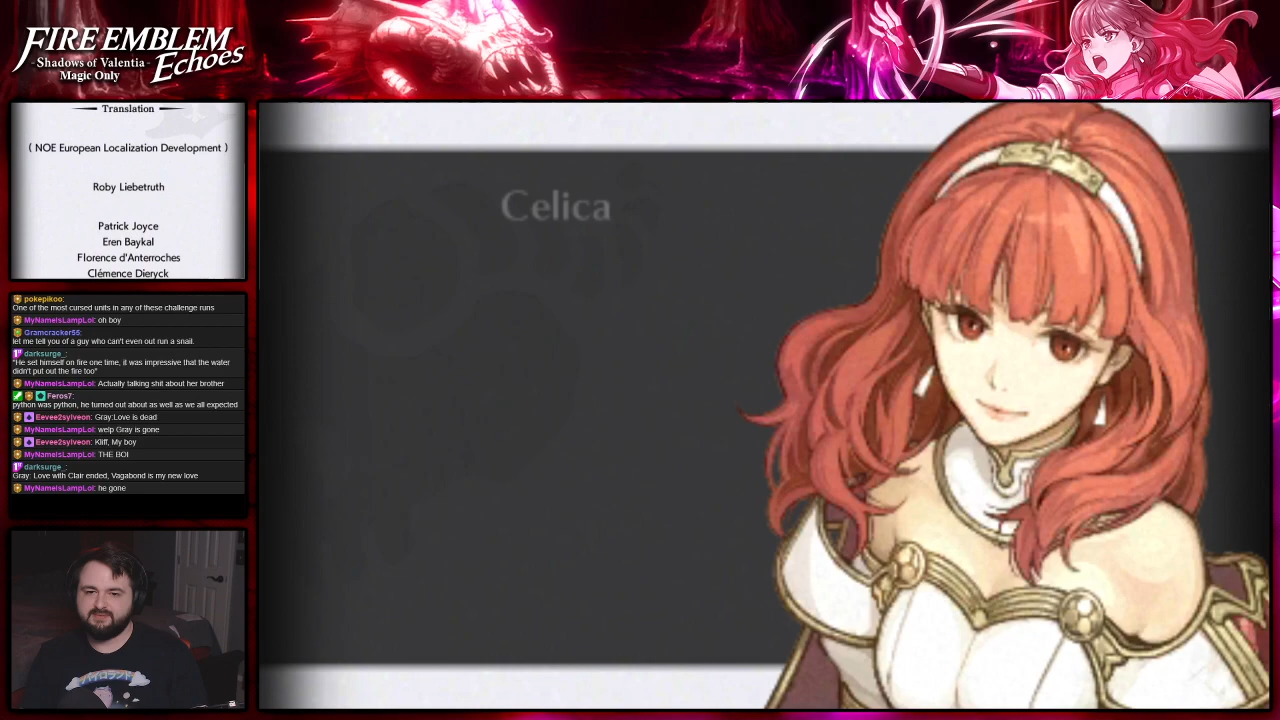 FIRE EMBLEM
Echoes
-Shadows of Valentia-
Magic Only
Translation
( NOE European Localization Development )
Roby Liebetruth
Patrick Joyce
Eren Baykal
Florence d'Anterroches
Clémence Dieryck
pokepikoo:
One of the most cursed units in any of these challenge runs
MyNameIsLampLol: oh boy
Gramcracker55:
let me tell you of a guy who can't even out run a snail.
darksurge_:
"He set himself on fire one time, it was impressive that the water
didn't put out the fire too"
MyNameIsLampLol: Actually talking shit about her brother
Feros7:
python was python, he turned out about as well as we all expected
Eevee2sylveon: Gray:Love is dead
MyNameIsLampLol: welp Gray is gone
Eevee2sylveon: Kliff, My boy
MyNameIsLampLol: THE BOI
darksurge_:
Gray: Love with Clair ended, Vagabond is my new love
MyNameIsLampLol: he gone
Celica